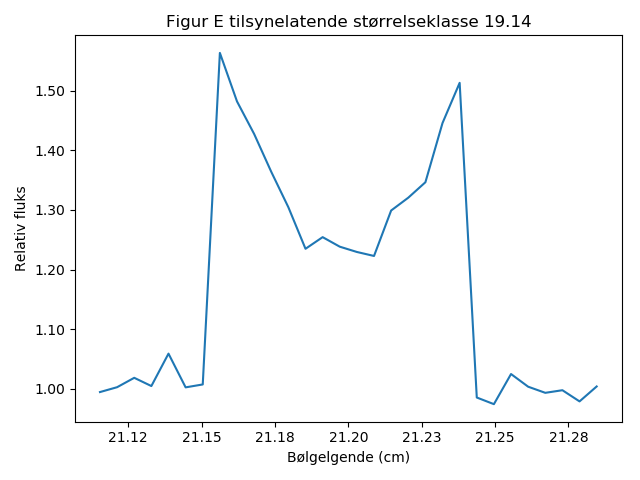 Figur E tilsynelatende størrelseklasse 19.14
1.50
1.40
1.30
1.20
1.10
1.00
Relativ fluks
21.12 21.15 21.18 21.20 21.23 21.25 21.28
Bølgelgende (cm)